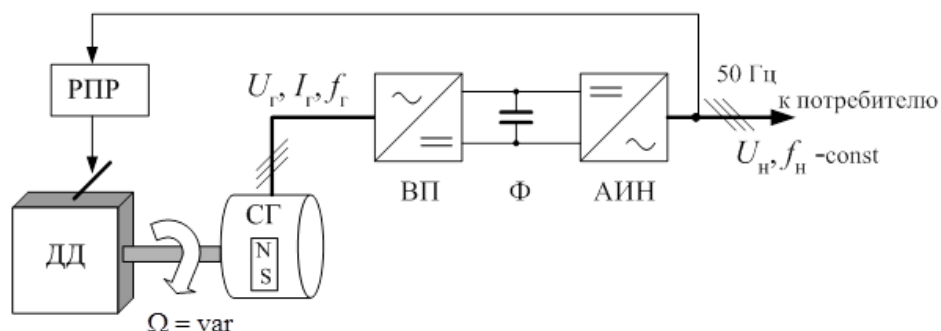 РПР
U_г, I_г, f_г
50 Гц
к потребителю
U_н, f_н -const
ВП
Ф
АИН
СГ
N
S
ДД
Ω = var